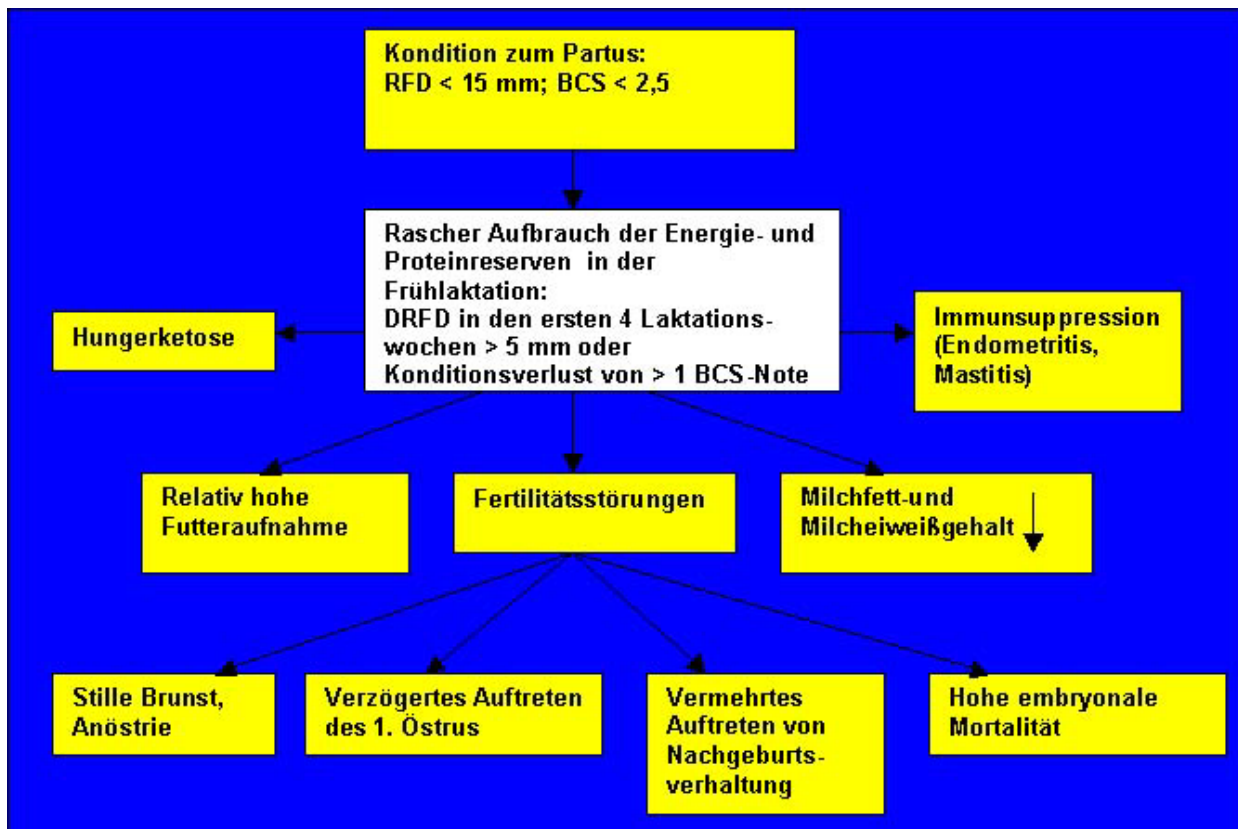 Kondition zum Partus:
RFD < 15 mm; BCS < 2,5
Rascher Aufbrauch der Energie- und
Proteinreserven in der
Frühlaktation:
DRFD in den ersten 4 Laktations-
wochen > 5 mm oder
Konditionsverlust von > 1 BCS-Note
Hungerketose
Immunsuppression
(Endometritis,
Mastitis)
Relativ hohe
Futteraufnahme
Fertilitätsstörungen
Milchfett-und
Milcheiweißgehalt
Stille Brunst,
Anöstrie
Verzögertes Auftreten
des 1. Östrus
Vermehrtes
Auftreten von
Nachgeburts-
verhaltung
Hohe embryonale
Mortalität